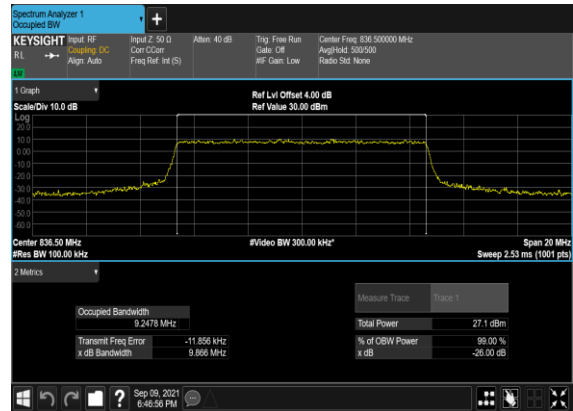 Spectrum Analyzer 1
Occupied BW
KEYSIGHT Input: RF Input Z: 50 Ω Atten: 40 dB Trig: Free Run Center Freq: 836.500000 MHz
RL Coupling: DC Corr CCorr Gate: Off Avg|Hold: 500/500
Align: Auto Freq Ref: Int (S) #IF Gain: Low Radio Std: None
1 Graph
Ref Lvl Offset 4.00 dB
Scale/Div 10.0 dB Ref Value 30.00 dBm
Log
20.0
10.0
0.00
-10.0
-20.0
-30.0
-40.0
-50.0
-60.0
Center 836.50 MHz #Video BW 300.00 kHz* Span 20 MHz
#Res BW 100.00 kHz Sweep 2.53 ms (1001 pts)
2 Metrics
Measure Trace Trace 1
Occupied Bandwidth
9.2478 MHz Total Power 27.1 dBm
Transmit Freq Error -11.856 kHz % of OBW Power 99.00 %
x dB Bandwidth 9.866 MHz x dB -26.00 dB
Sep 09, 2021
6:46:56 PM